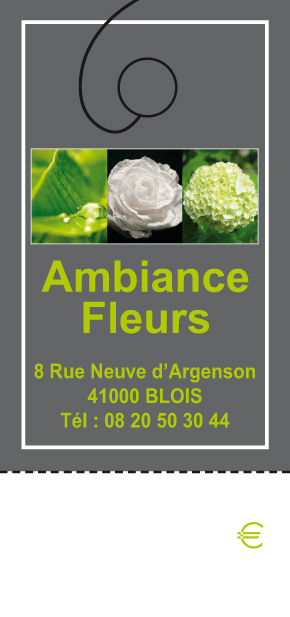 Ambiance
Fleurs
8 Rue Neuve d'Argenson
41000 BLOIS
Tél : 08 20 50 30 44
€